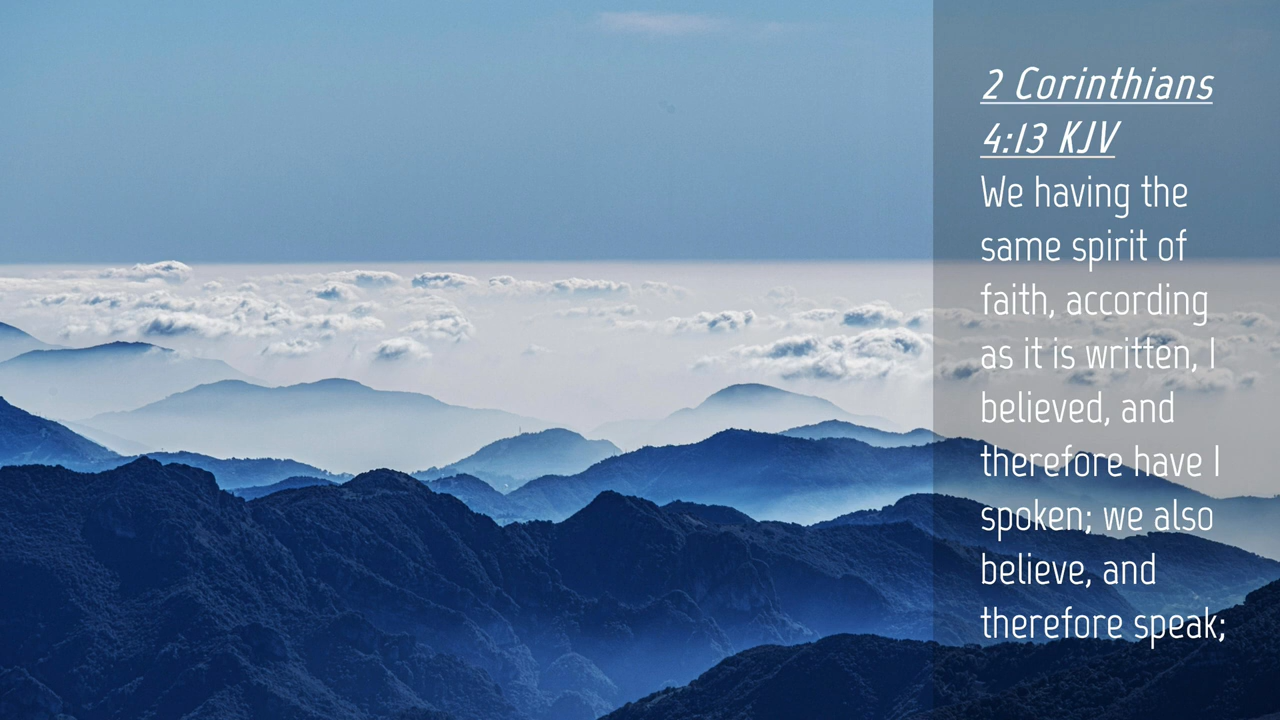 2 Corinthians
4:13 KJV
We having the
same spirit of
faith, according
as it is written, I
believed, and
therefore have I
spoken; we also
believe, and
therefore speak;